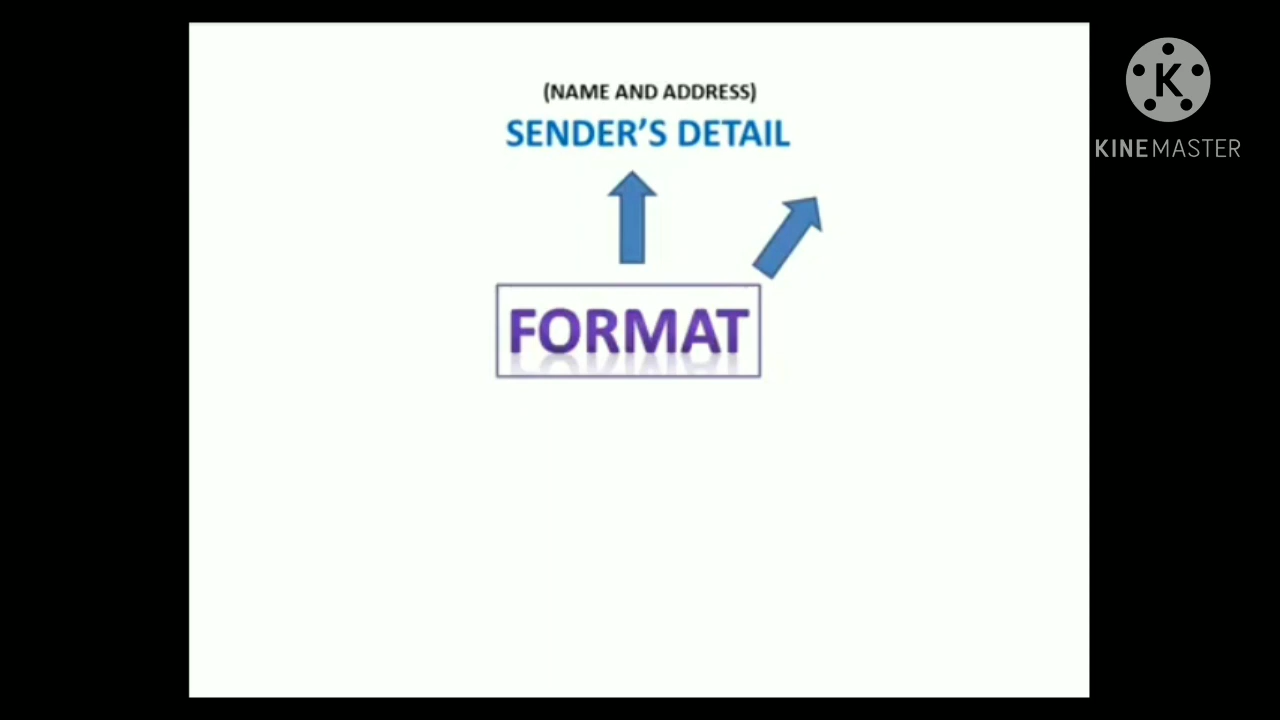 (NAME AND ADDRESS)
SENDER'S DETAIL
FORMAT
K
KINEMASTER